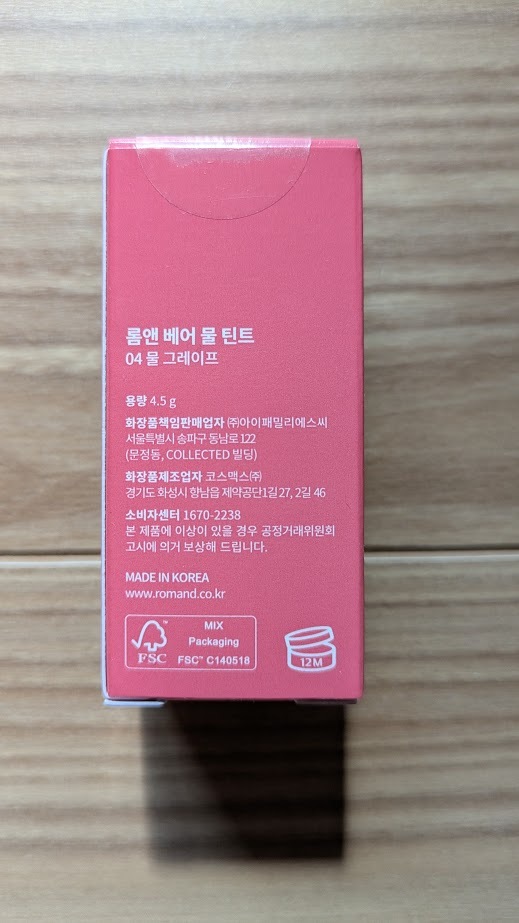 롬앤 베어 물 틴트
04 물 그레이프
용량 4.5 g
화장품책임판매업자 ㈜아이패밀리에스씨
서울특별시 송파구 동남로 122
(문정동, COLLECTED 빌딩)
화장품제조업자 코스맥스㈜
경기도 화성시 향남읍 제약공단1길 27, 2길 46
소비자센터 1670-2238
본 제품에 이상이 있을 경우 공정거래위원회
고시에 의거 보상해 드립니다.
MADE IN KOREA
www.romand.co.kr
MIX
Packaging
FSC™ C140518
FSC
12M